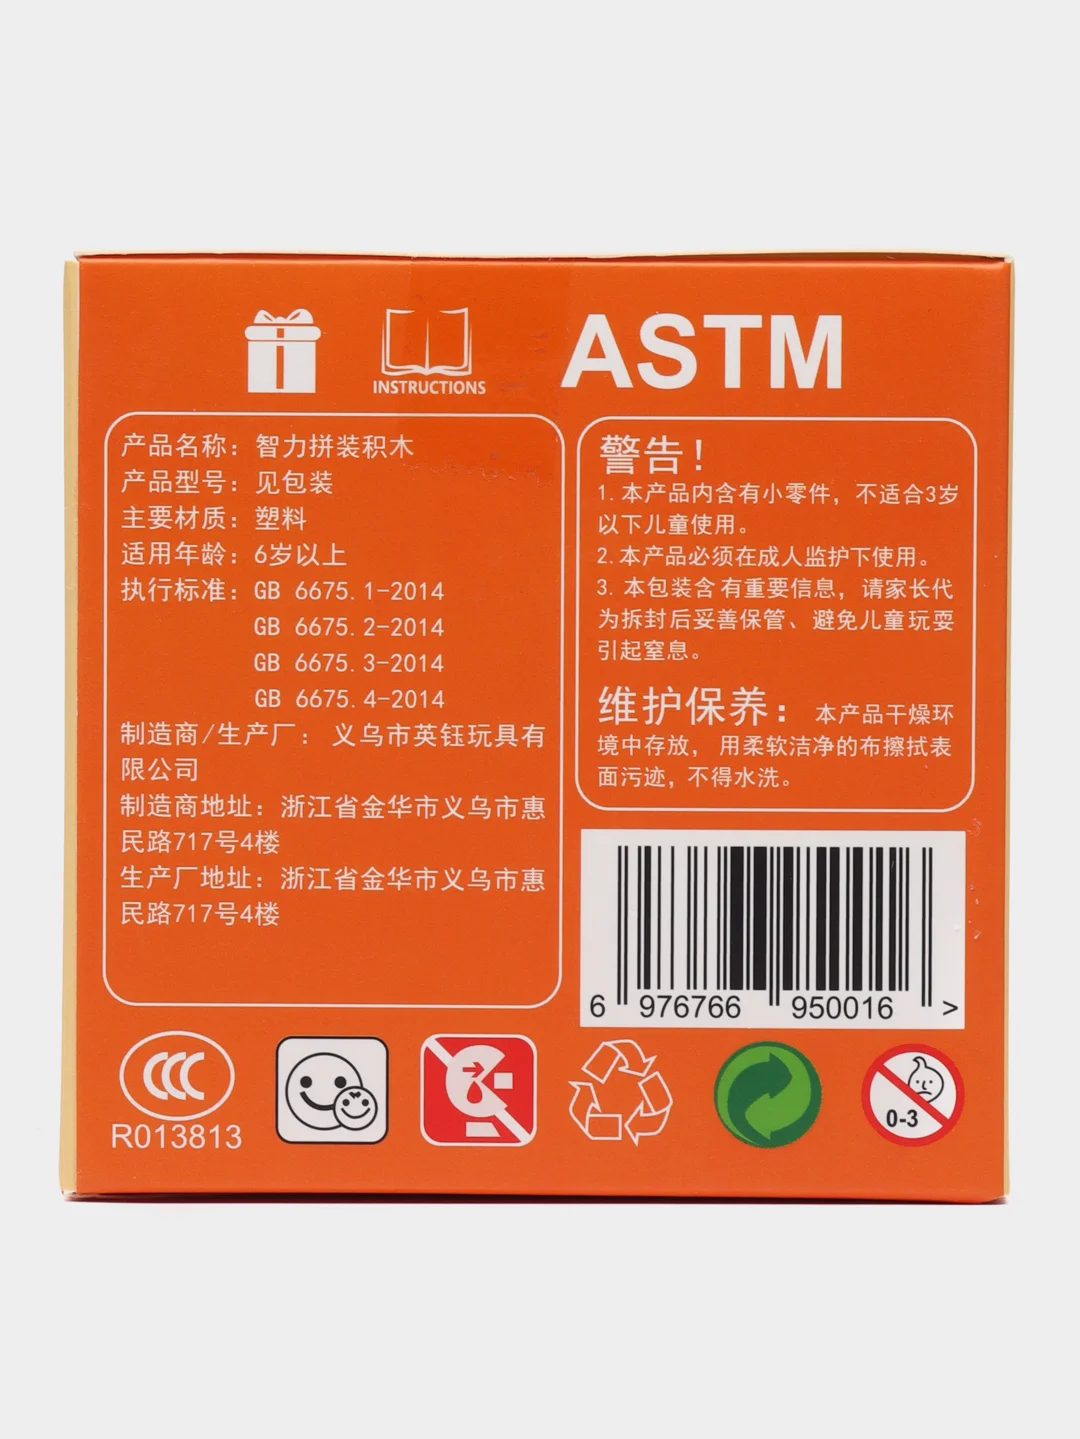 INSTRUCTIONS
ASTM
产品名称：智力拼装积木
产品型号：见包装
主要材质：塑料
适用年龄：6岁以上
执行标准：GB 6675.1-2014
GB 6675.2-2014
GB 6675.3-2014
GB 6675.4-2014
制造商/生产厂：义乌市英钰玩具有
限公司
制造商地址：浙江省金华市义乌市惠
民路717号4楼
生产厂地址：浙江省金华市义乌市惠
民路717号4楼
警告！
1.本产品内含有小零件，不适合3岁
以下儿童使用。
2.本产品必须在成人监护下使用。
3.本包装含有重要信息，请家长代
为拆封后妥善保管、避免儿童玩耍
引起窒息。
维护保养：本产品干燥环
境中存放，用柔软洁净的布擦拭表
面污迹，不得水洗。
6 976766 950016 >
CCC
R013813
0-3